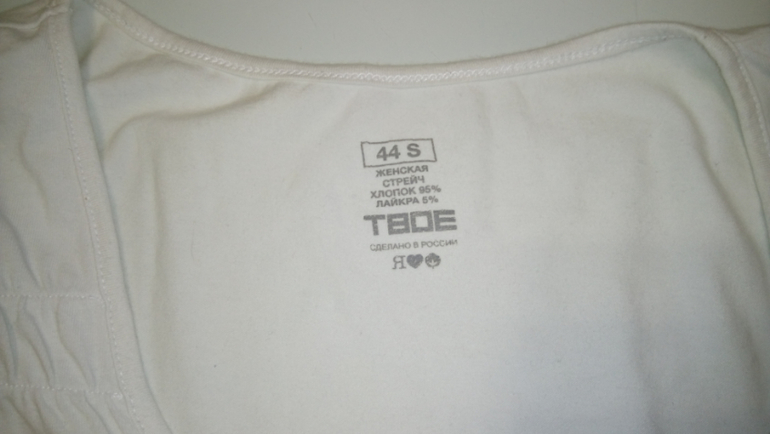 44 S
ЖЕНСКАЯ
СТРЕЙЧ
ХЛОПОК 95%
ЛАЙКРА 5%
ТВОЕ
СДЕЛАНО В РОССИИ
Я